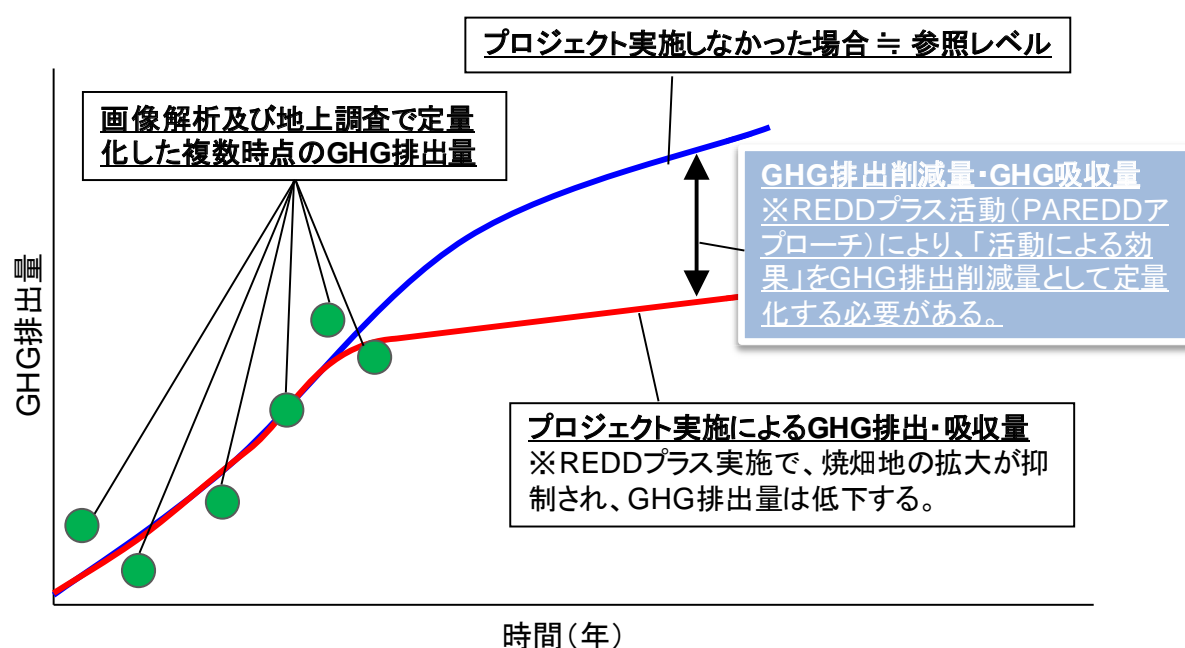 プロジェクト実施しなかった場合 ≒ 参照レベル
画像解析及び地上調査で定量
化した複数時点のGHG排出量
GHG排出削減量・GHG吸収量
※REDDプラス活動（PAREDDア
プローチ）により、「活動による効
果」をGHG排出削減量として定量
化する必要がある。
GHG排出量
プロジェクト実施によるGHG排出・吸収量
※REDDプラス実施で、焼畑地の拡大が抑
制され、GHG排出量は低下する。
時間（年）